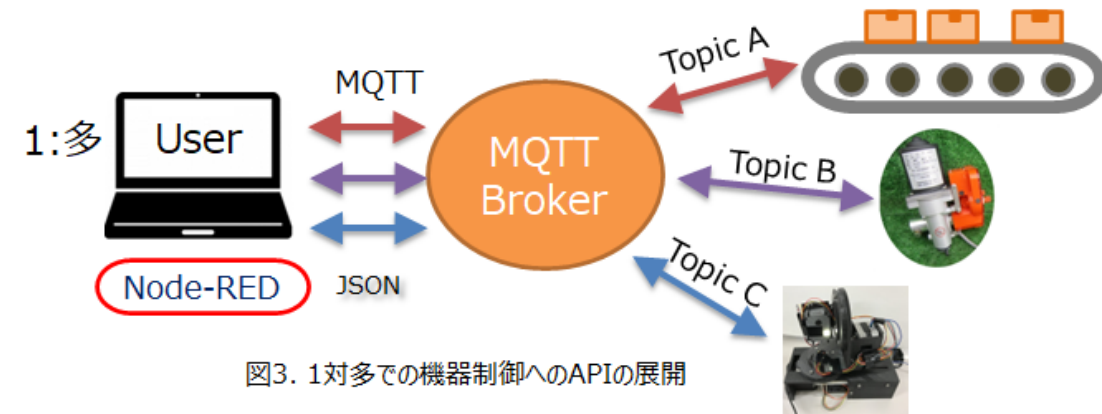 1:多
User
MQTT
MQTT
Broker
Topic A
Topic B
Topic C
Node-RED
JSON
図3. 1対多での機器制御へのAPIの展開